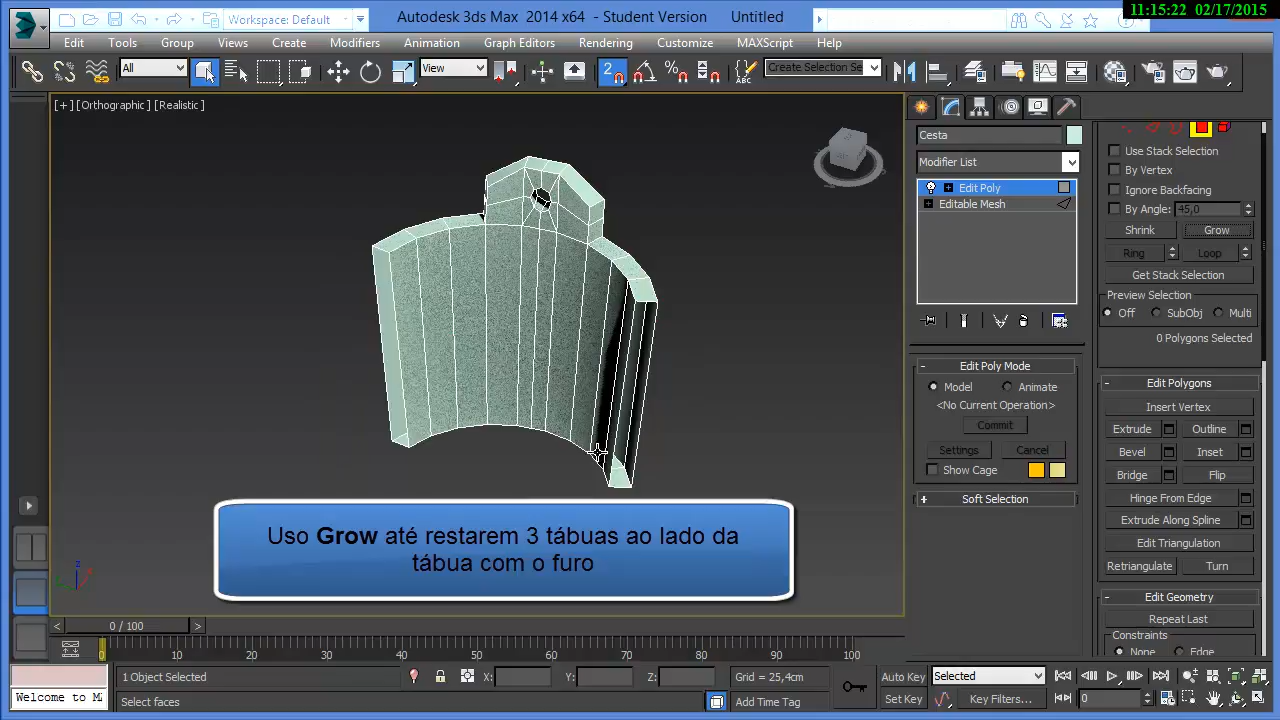 Workspace: Default
Autodesk 3ds Max 2014 x64 - Student Version Untitled
11:15:22 02/17/2015
Edit Tools Group Views Create Modifiers Animation Graph Editors Rendering Customize MAXScript Help
All View Create Selection Se
[+] [Orthographic] [Realistic]
Cesta
Modifier List
Edit Poly
Editable Mesh
Edit Poly Mode
Model Animate
<No Current Operation>
Commit
Settings Cancel
Show Cage
Soft Selection
Use Stack Selection
By Vertex
Ignore Backfacing
By Angle: 45,0
Shrink Grow
Ring Loop
Get Stack Selection
Preview Selection
Off SubObj Multi
0 Polygons Selected
Edit Polygons
Insert Vertex
Extrude Outline
Bevel Inset
Bridge Flip
Hinge From Edge
Extrude Along Spline
Edit Triangulation
Retriangulate Turn
Edit Geometry
Repeat Last
Constraints
None Edge
Uso Grow até restarem 3 tábuas ao lado da
tábua com o furo
0 / 100
0 10 20 30 40 50 60 70 80 90 100
1 Object Selected X: Y: Z: Grid = 25,4cm Auto Key Selected
Welcome to M
Select faces Add Time Tag Set Key Key Filters... 0